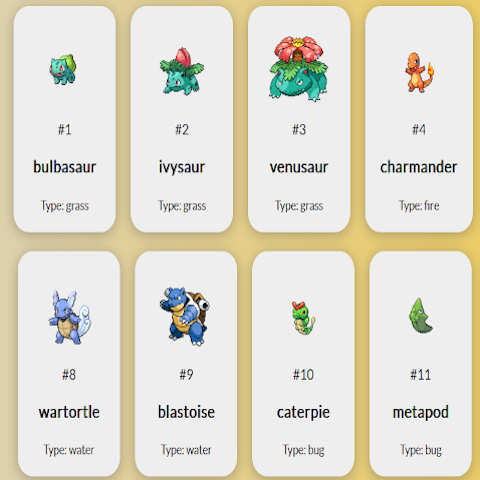 #1
bulbasaur
Type: grass
#2
ivysaur
Type: grass
#3
venusaur
Type: grass
#4
charmander
Type: fire
#8
wartortle
Type: water
#9
blastoise
Type: water
#10
caterpie
Type: bug
#11
metapod
Type: bug